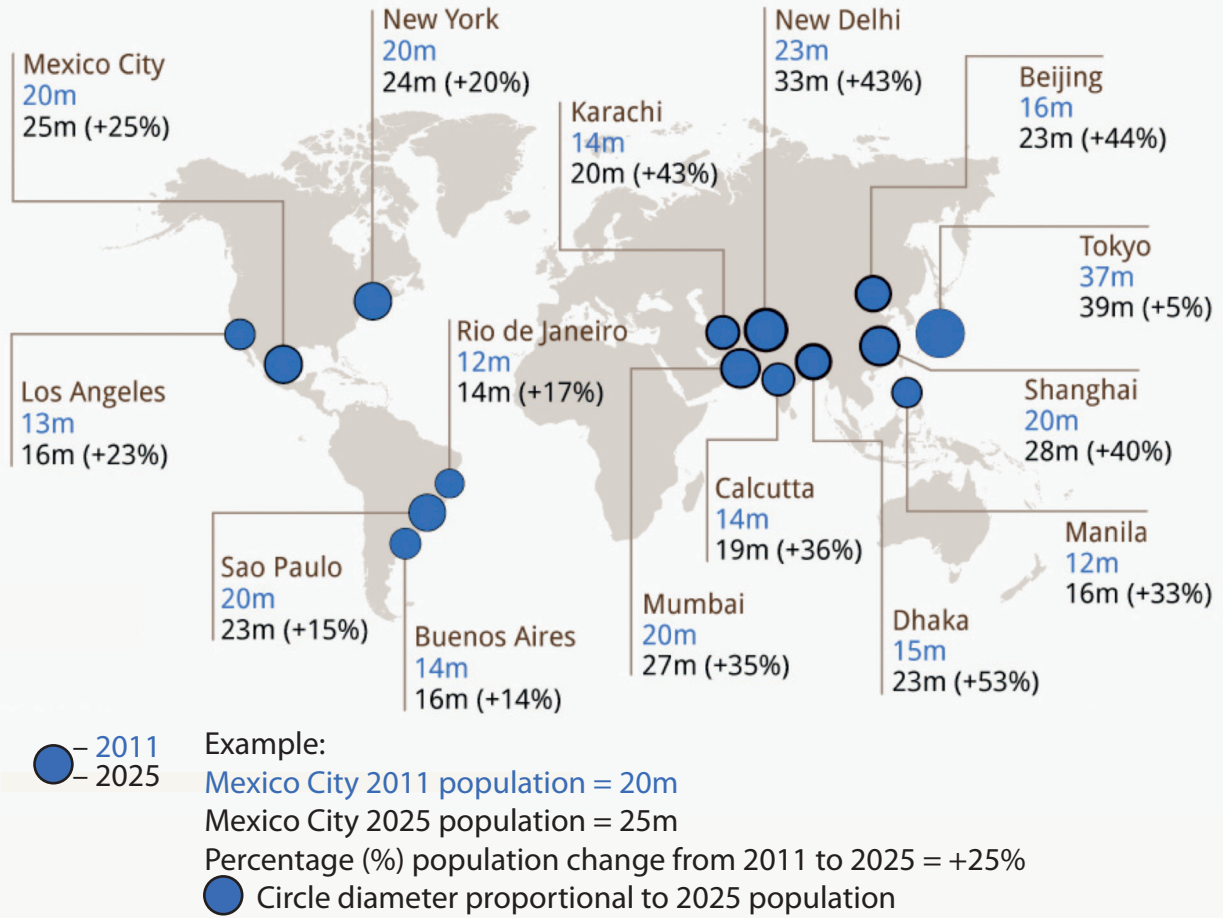 New York
20m
24m (+20%)
New Delhi
23m
33m (+43%)
Mexico City
20m
25m (+25%)
Beijing
16m
23m (+44%)
Karachi
14m
20m (+43%)
Tokyo
37m
39m (+5%)
Rio de Janeiro
12m
14m (+17%)
Los Angeles
13m
16m (+23%)
Shanghai
20m
28m (+40%)
Calcutta
14m
19m (+36%)
Manila
12m
16m (+33%)
Sao Paulo
20m
23m (+15%)
Mumbai
20m
27m (+35%)
Dhaka
15m
23m (+53%)
Buenos Aires
14m
16m (+14%)
– 2011
– 2025
Example:
Mexico City 2011 population = 20m
Mexico City 2025 population = 25m
Percentage (%) population change from 2011 to 2025 = +25%
Circle diameter proportional to 2025 population